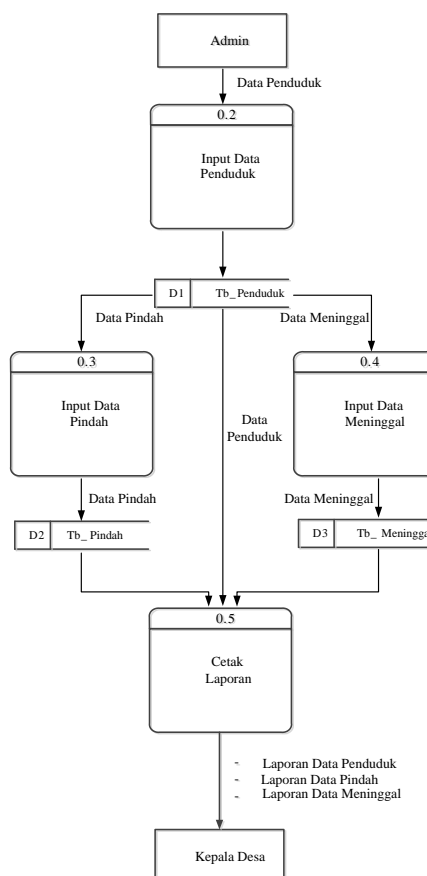 Admin
Data Penduduk
0.2
Input Data
Penduduk
D1 Tb_Penduduk
Data Pindah
Data Meninggal
0.3
Input Data
Pindah
0.4
Input Data
Meninggal
Data
Penduduk
Data Pindah
Data Meninggal
D2 Tb_ Pindah
D3 Tb_ Meningga
0.5
Cetak
Laporan
- Laporan Data Penduduk
- Laporan Data Pindah
- Laporan Data Meninggal
Kepala Desa